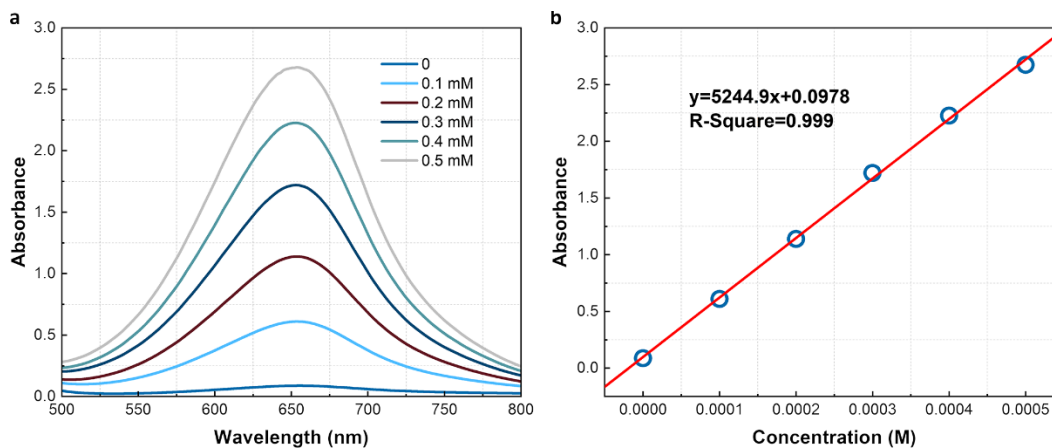 a
3.0
2.5
2.0
1.5
1.0
0.5
0.0
Absorbance
0
0.1 mM
0.2 mM
0.3 mM
0.4 mM
0.5 mM
500 550 600 650 700 750 800
Wavelength (nm)
b
3.0
2.5
2.0
1.5
1.0
0.5
0.0
Absorbance
y=5244.9x+0.0978
R-Square=0.999
0.0000 0.0001 0.0002 0.0003 0.0004 0.0005
Concentration (M)